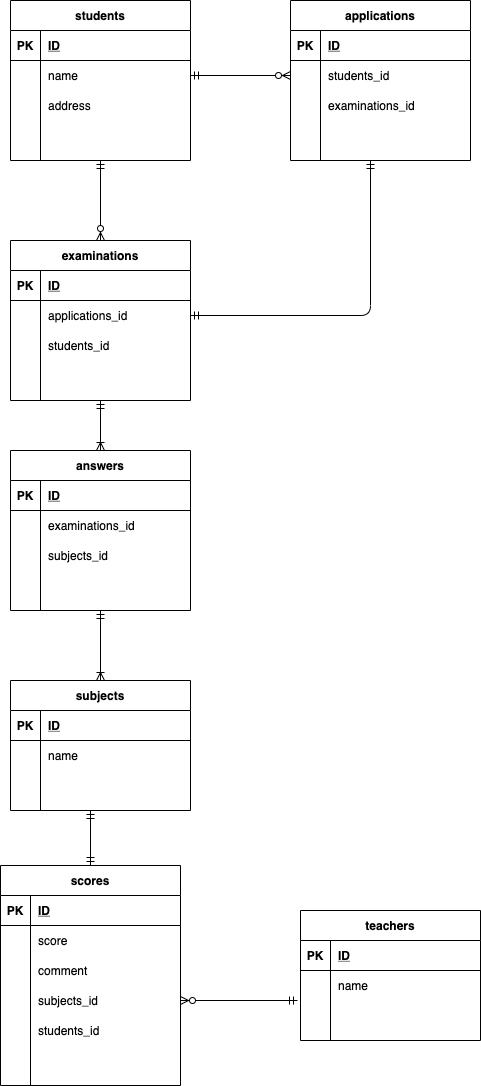 students
PK ID
name
address
applications
PK ID
students_id
examinations_id
examinations
PK ID
applications_id
students_id
answers
PK ID
examinations_id
subjects_id
subjects
PK ID
name
scores
PK ID
score
comment
subjects_id
students_id
teachers
PK ID
name